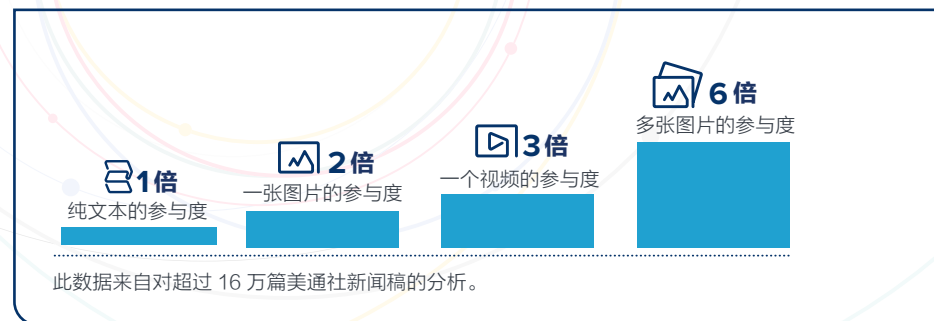 1倍
纯文本的参与度
2倍
一张图片的参与度
3倍
一个视频的参与度
6倍
多张图片的参与度
此数据来自对超过 16 万篇美通社新闻稿的分析。